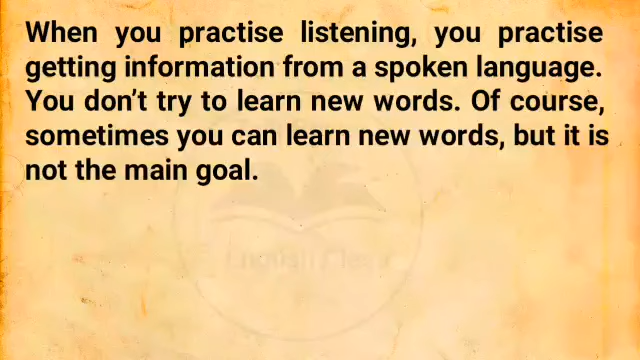 When you practise listening, you practise
getting information from a spoken language.
You don't try to learn new words. Of course,
sometimes you can learn new words, but it is
not the main goal.